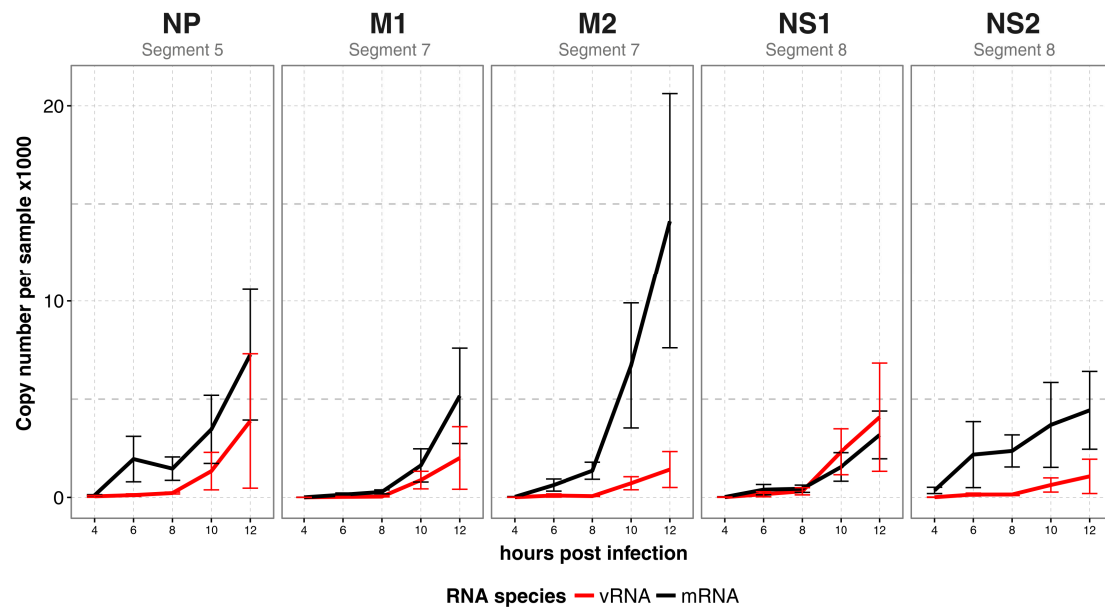 NP M1 M2 NS1 NS2
Segment 5 Segment 7 Segment 7 Segment 8 Segment 8
Copy number per sample x1000
20
10
0
4 6 8 10 12 4 6 8 10 12 4 6 8 10 12 4 6 8 10 12 4 6 8 10 12
hours post infection
RNA species vRNA mRNA